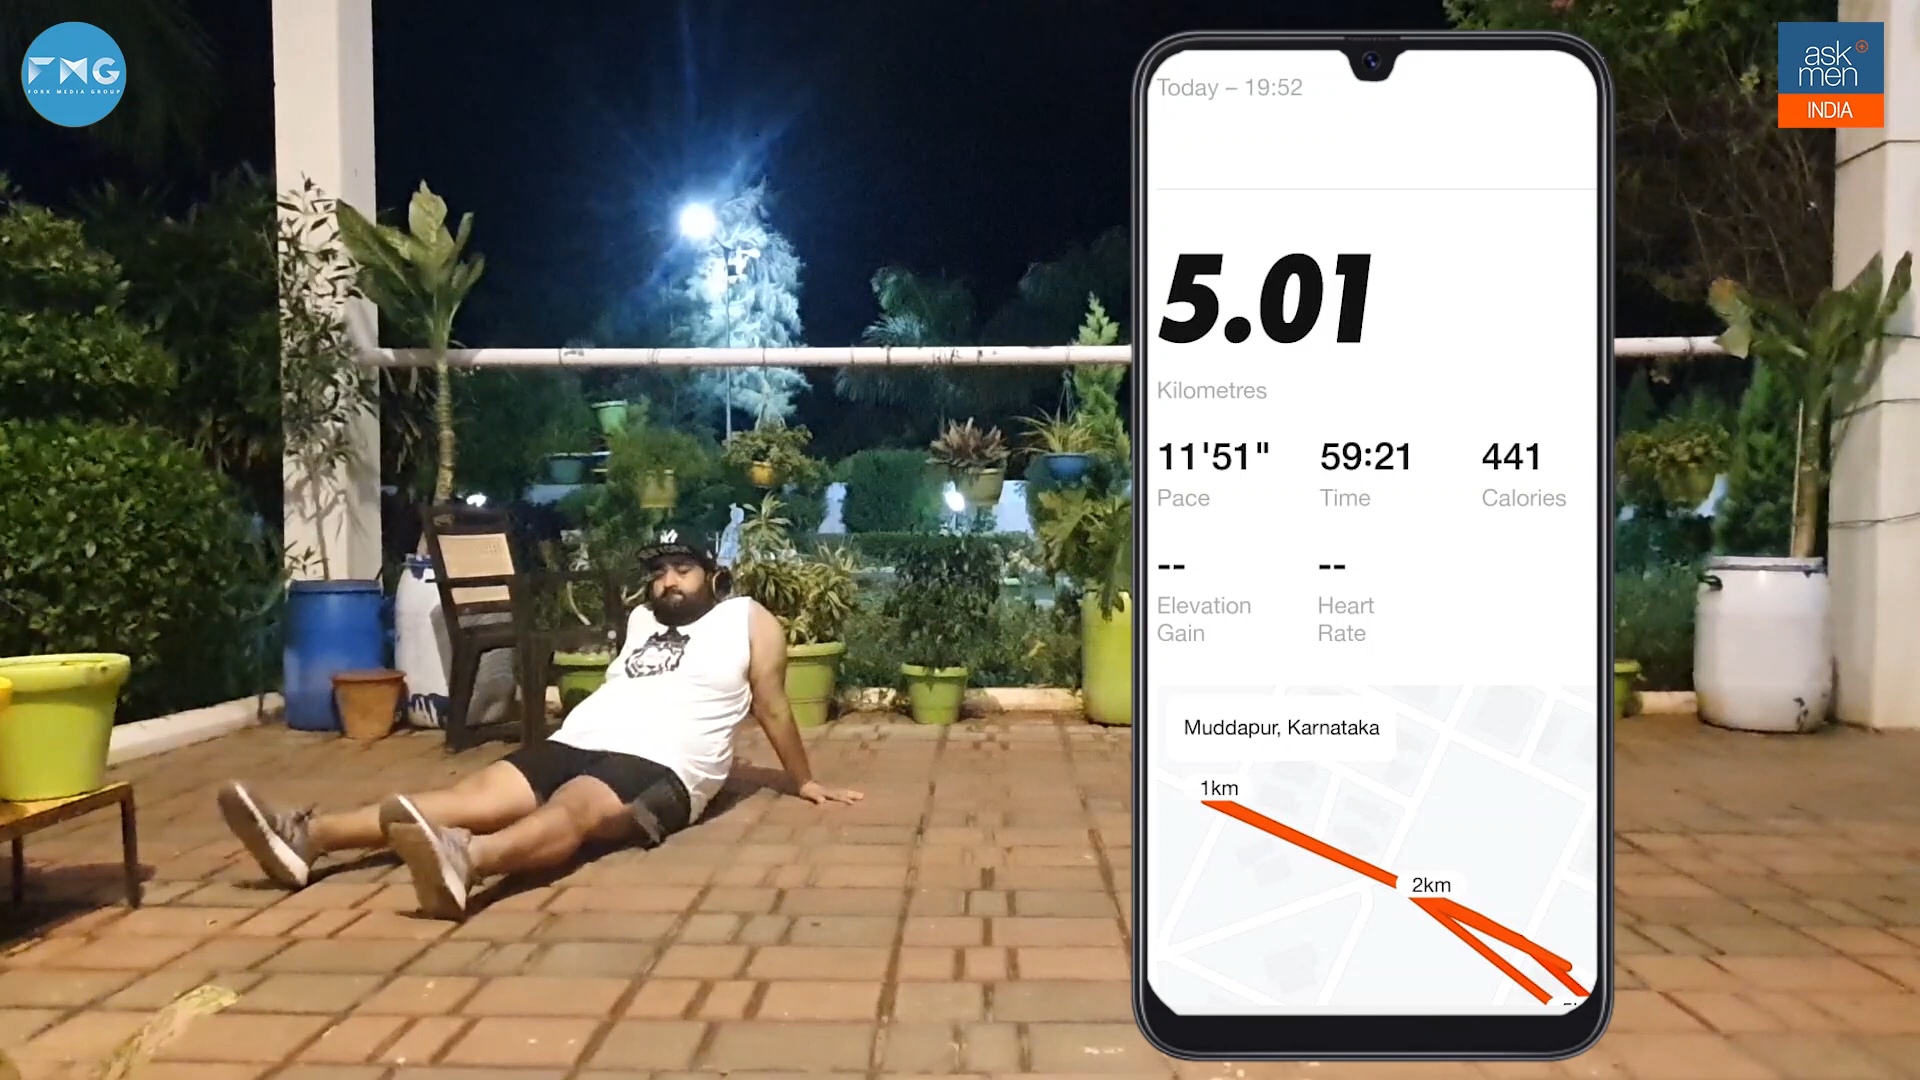 FMG
FORK MEDIA GROUP
ask
men
INDIA
Today – 19:52
5.01
Kilometres
11'51" 59:21 441
Pace Time Calories
-- --
Elevation Heart
Gain Rate
Muddapur, Karnataka
1km
2km